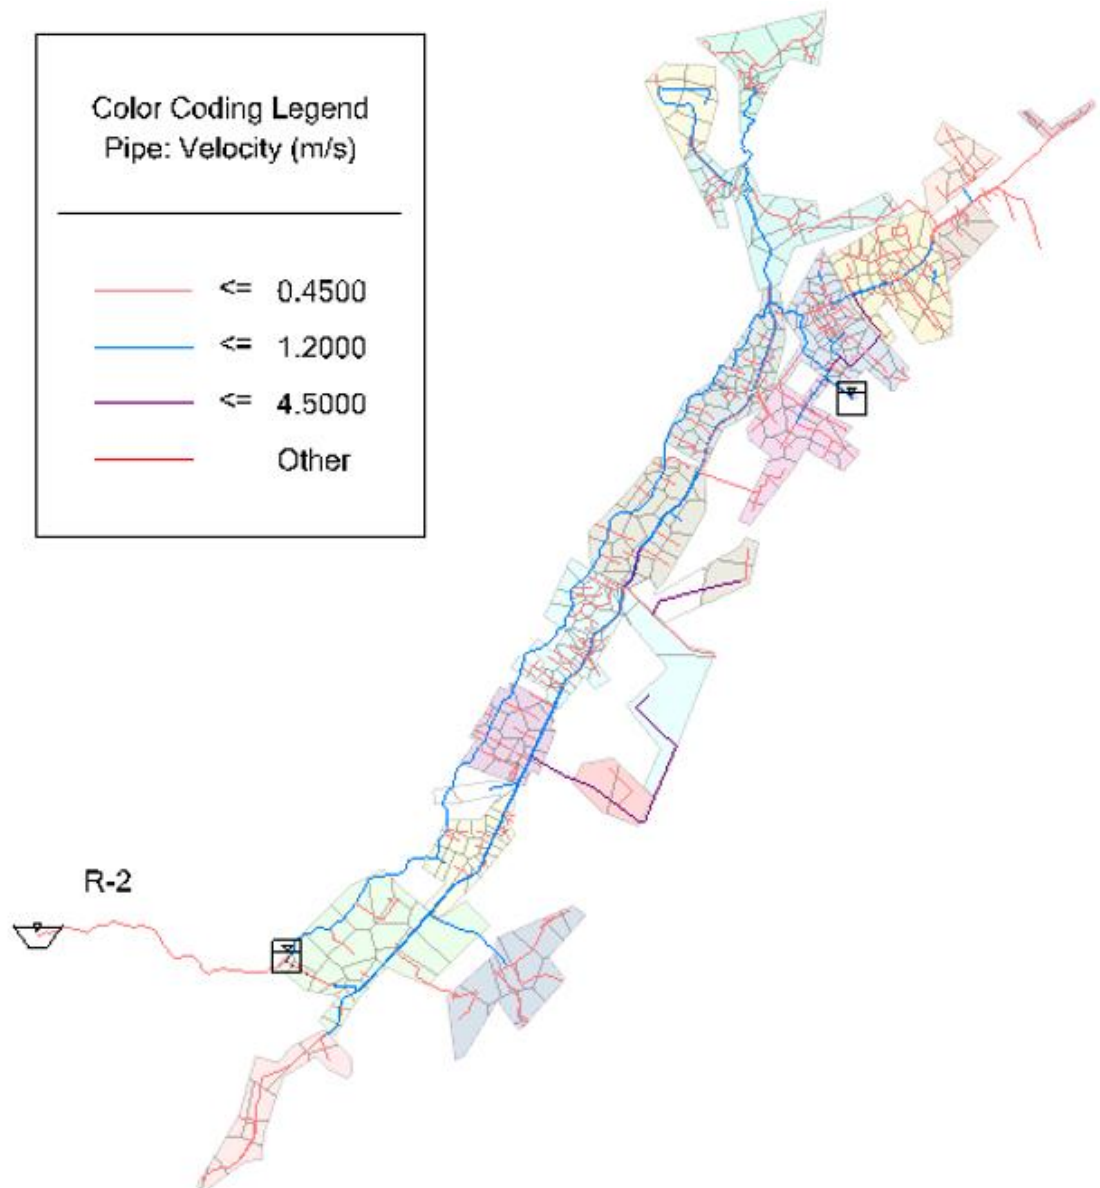 Color Coding Legend
Pipe: Velocity (m/s)
<= 0.4500
<= 1.2000
<= 4.5000
Other
R-2